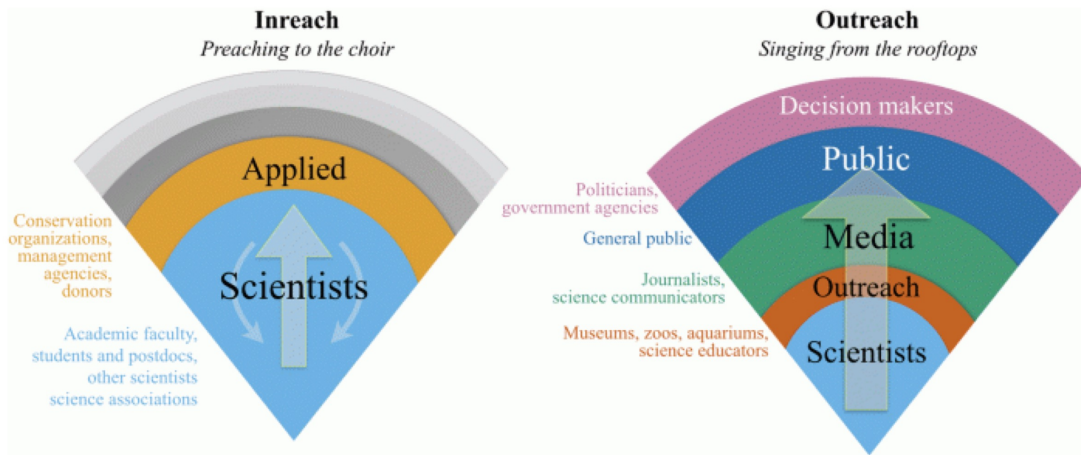 Inreach
Preaching to the choir
Applied
Scientists
Conservation
organizations,
management
agencies,
donors
Academic faculty,
students and postdocs,
other scientists
science associations
Outreach
Singing from the rooftops
Decision makers
Public
Media
Outreach
Scientists
Politicians,
government agencies
General public
Journalists,
science communicators
Museums, zoos, aquariums,
science educators